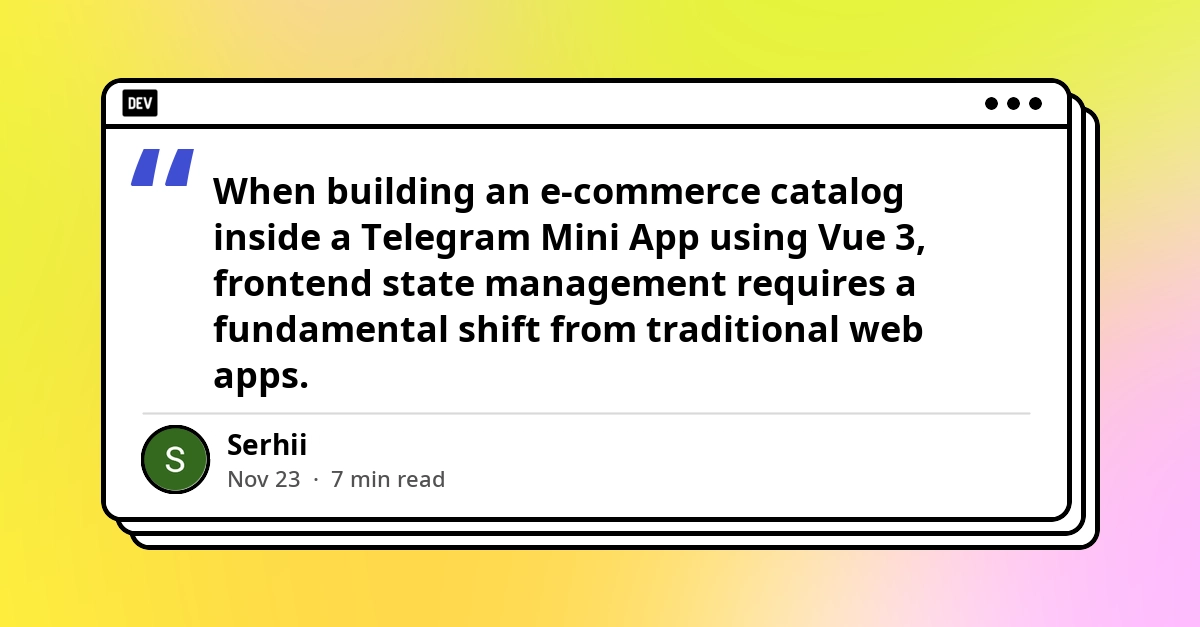 DEV
“
When building an e-commerce catalog
inside a Telegram Mini App using Vue 3,
frontend state management requires a
fundamental shift from traditional web
apps.
S
Serhii
Nov 23 · 7 min read